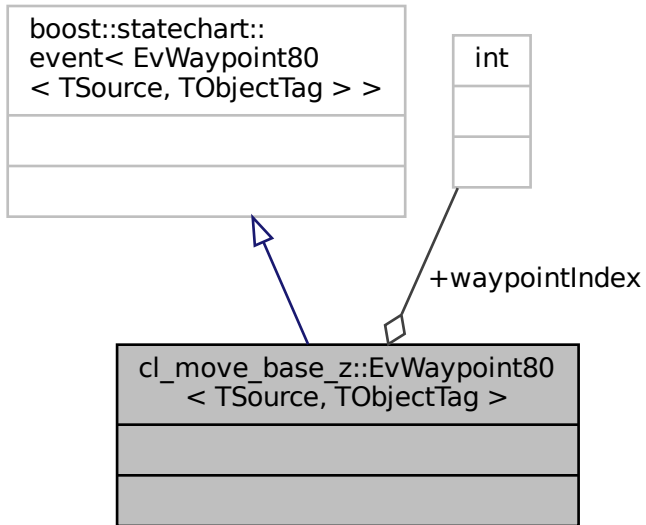 boost::statechart::
event< EvWaypoint80
< TSource, TObjectTag > >
int
+waypointIndex
cl_move_base_z::EvWaypoint80
< TSource, TObjectTag >